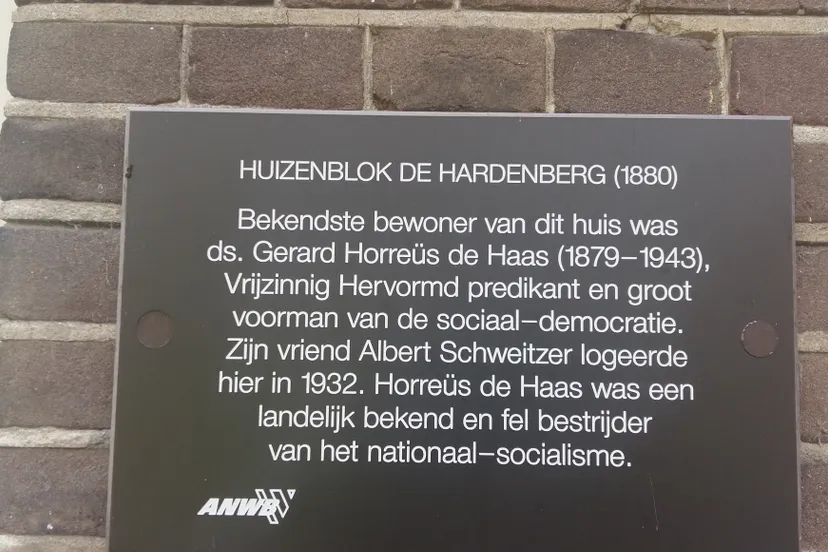 HUIZENBLOK DE HARDENBERG (1880)
Bekendste bewoner van dit huis was
ds. Gerard Horreüs de Haas (1879–1943),
Vrijzinnig Hervormd predikant en groot
voorman van de sociaal–democratie.
Zijn vriend Albert Schweitzer logeerde
hier in 1932. Horreüs de Haas was een
landelijk bekend en fel bestrijder
van het nationaal–socialisme.
ANWB